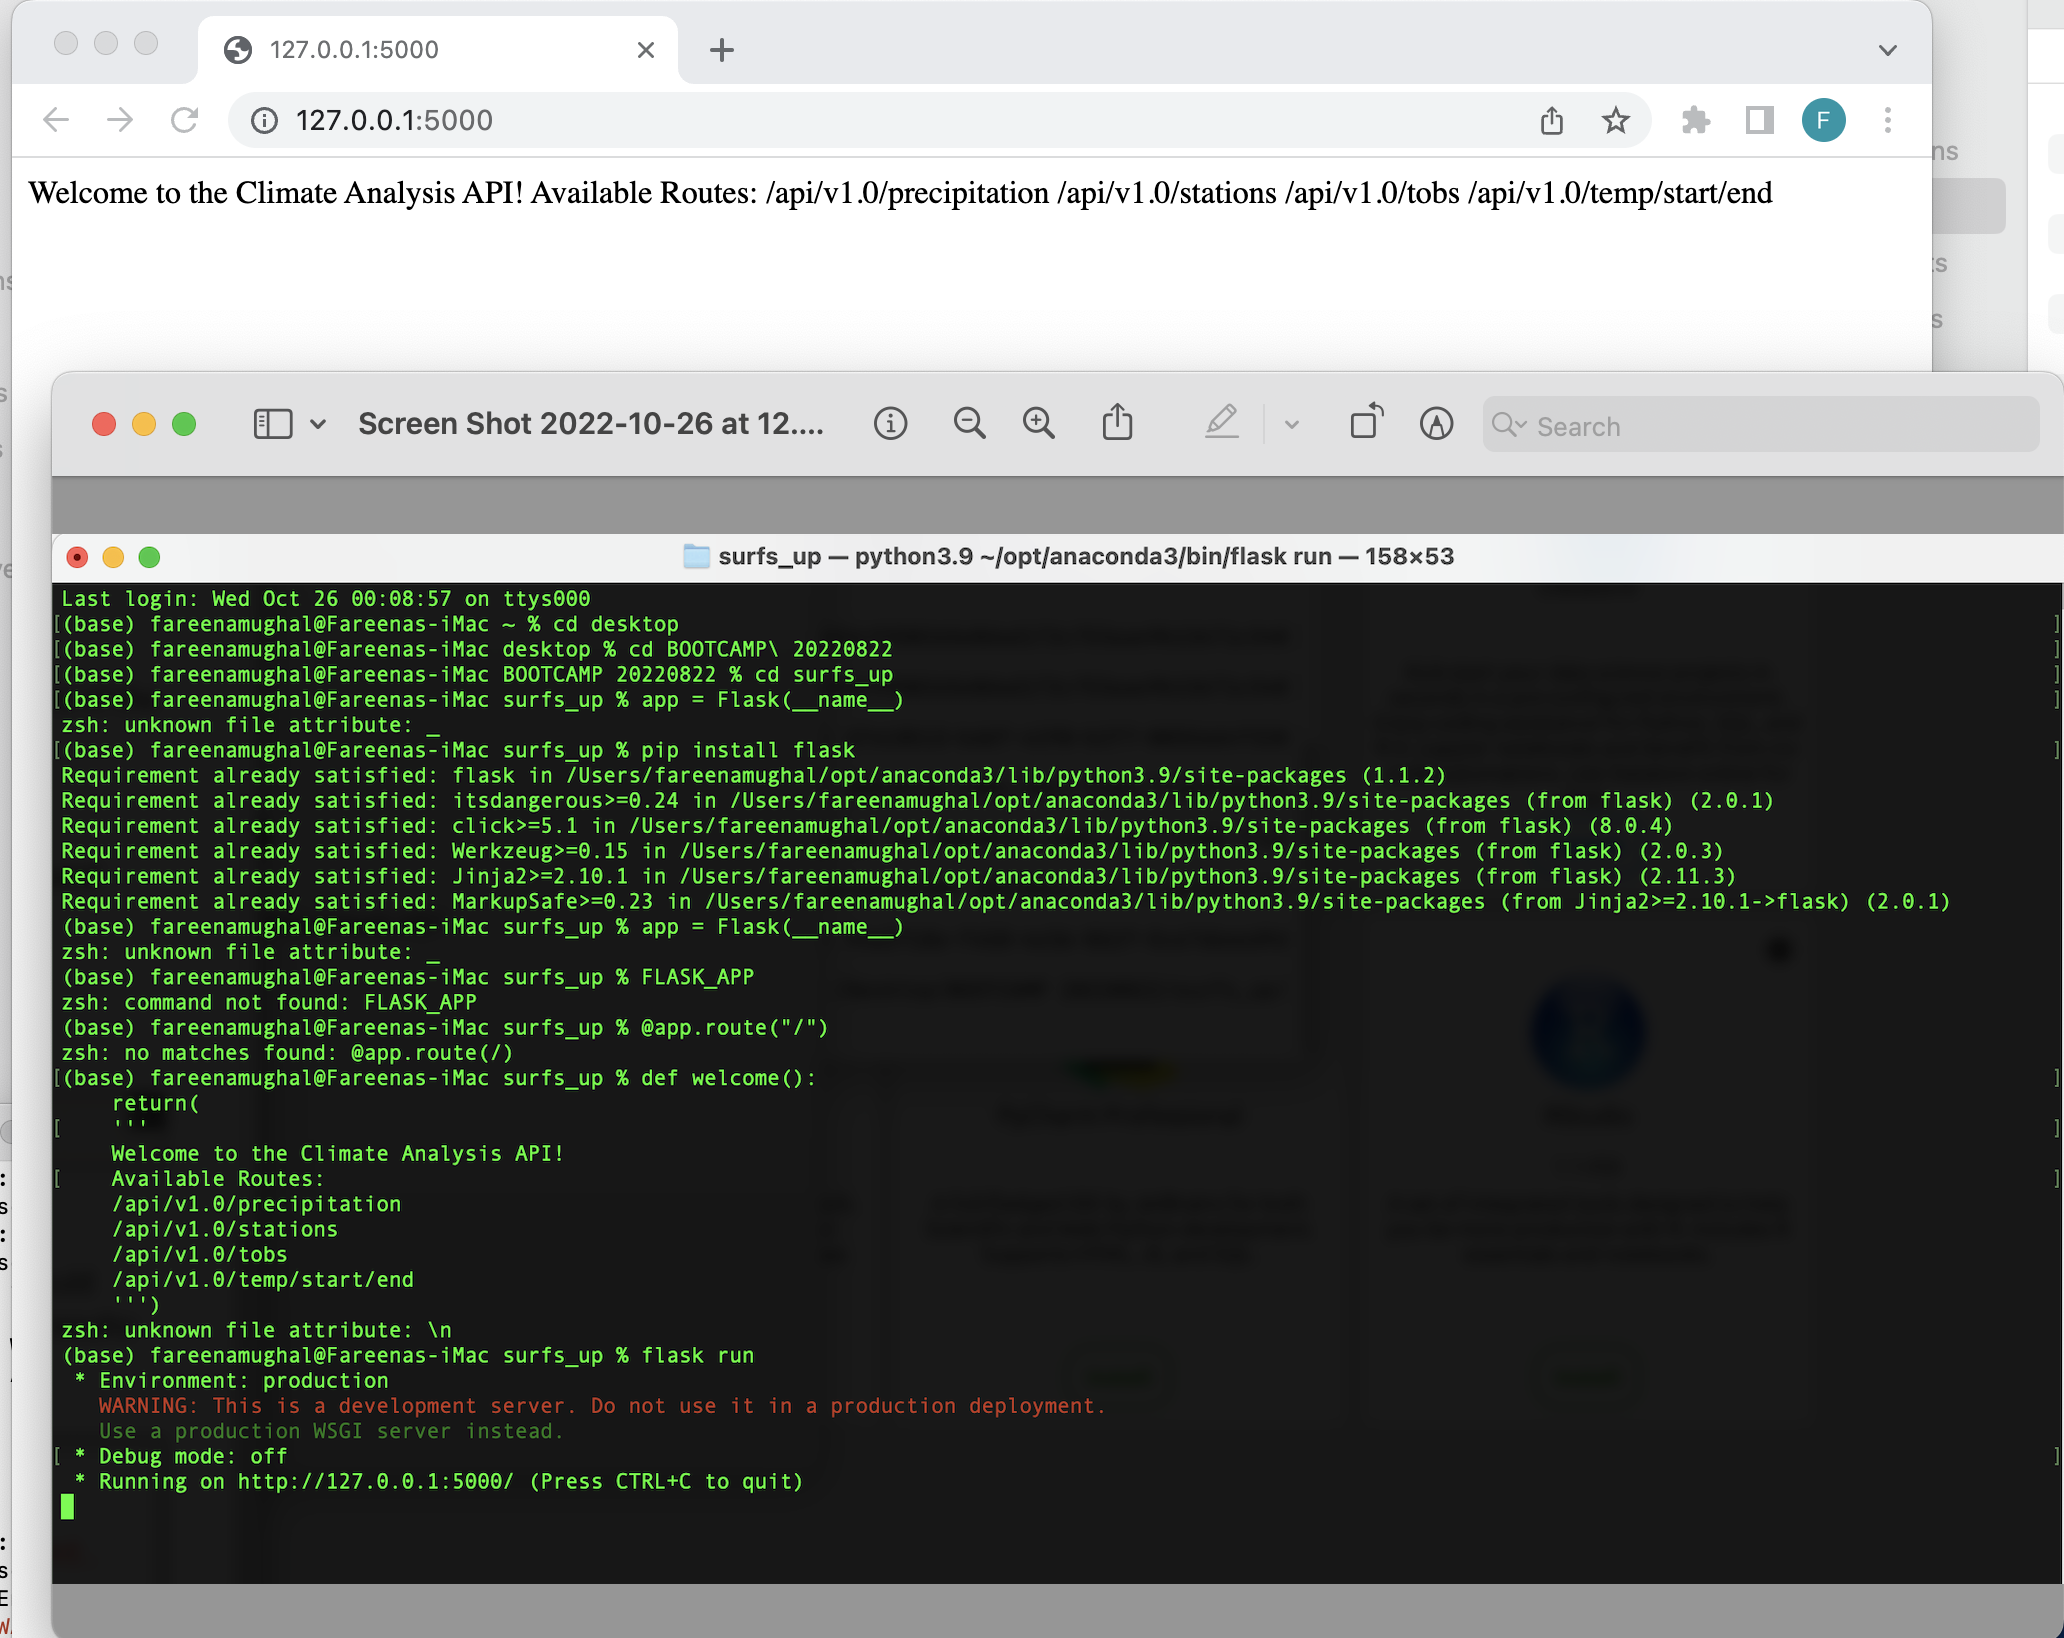 127.0.0.1:5000
127.0.0.1:5000
F
Welcome to the Climate Analysis API! Available Routes: /api/v1.0/precipitation /api/v1.0/stations /api/v1.0/tobs /api/v1.0/temp/start/end
Screen Shot 2022-10-26 at 12....
Search
surfs_up — python3.9 ~/opt/anaconda3/bin/flask run — 158×53
Last login: Wed Oct 26 00:08:57 on ttys000
[(base) fareenamughal@Fareenas-iMac ~ % cd desktop ]
[(base) fareenamughal@Fareenas-iMac desktop % cd BOOTCAMP\ 20220822 ]
[(base) fareenamughal@Fareenas-iMac BOOTCAMP 20220822 % cd surfs_up ]
[(base) fareenamughal@Fareenas-iMac surfs_up % app = Flask(__name__) ]
zsh: unknown file attribute: _
[(base) fareenamughal@Fareenas-iMac surfs_up % pip install flask ]
Requirement already satisfied: flask in /Users/fareenamughal/opt/anaconda3/lib/python3.9/site-packages (1.1.2)
Requirement already satisfied: itsdangerous>=0.24 in /Users/fareenamughal/opt/anaconda3/lib/python3.9/site-packages (from flask) (2.0.1)
Requirement already satisfied: click>=5.1 in /Users/fareenamughal/opt/anaconda3/lib/python3.9/site-packages (from flask) (8.0.4)
Requirement already satisfied: Werkzeug>=0.15 in /Users/fareenamughal/opt/anaconda3/lib/python3.9/site-packages (from flask) (2.0.3)
Requirement already satisfied: Jinja2>=2.10.1 in /Users/fareenamughal/opt/anaconda3/lib/python3.9/site-packages (from flask) (2.11.3)
Requirement already satisfied: MarkupSafe>=0.23 in /Users/fareenamughal/opt/anaconda3/lib/python3.9/site-packages (from Jinja2>=2.10.1->flask) (2.0.1)
(base) fareenamughal@Fareenas-iMac surfs_up % app = Flask(__name__)
zsh: unknown file attribute: _
(base) fareenamughal@Fareenas-iMac surfs_up % FLASK_APP
zsh: command not found: FLASK_APP
(base) fareenamughal@Fareenas-iMac surfs_up % @app.route("/")
zsh: no matches found: @app.route(/)
[(base) fareenamughal@Fareenas-iMac surfs_up % def welcome(): ]
return(
[ ''' ]
Welcome to the Climate Analysis API!
[ Available Routes: ]
/api/v1.0/precipitation
/api/v1.0/stations
/api/v1.0/tobs
/api/v1.0/temp/start/end
''')
zsh: unknown file attribute: \n
(base) fareenamughal@Fareenas-iMac surfs_up % flask run
* Environment: production
WARNING: This is a development server. Do not use it in a production deployment.
Use a production WSGI server instead.
[ * Debug mode: off ]
* Running on http://127.0.0.1:5000/ (Press CTRL+C to quit)